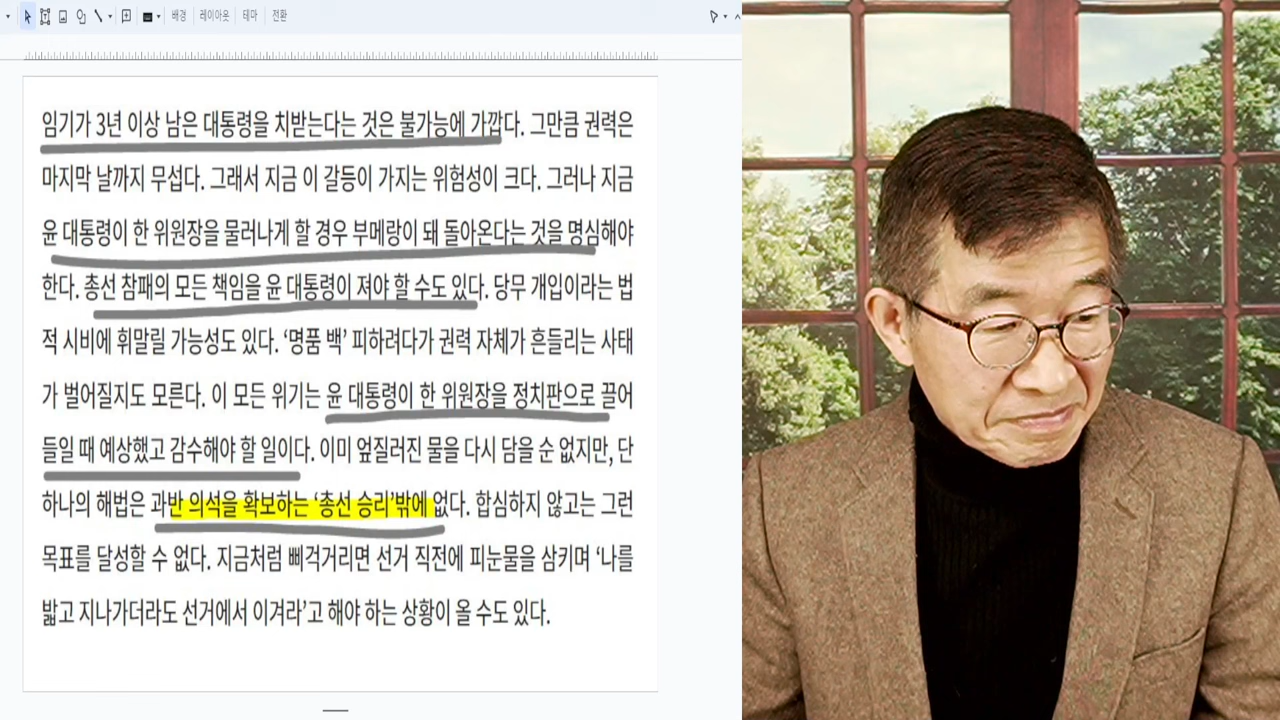 배경 레이아웃 테마 전환
임기가 3년 이상 남은 대통령을 치받는다는 것은 불가능에 가깝다. 그만큼 권력은
마지막 날까지 무섭다. 그래서 지금 이 갈등이 가지는 위험성이 크다. 그러나 지금
윤 대통령이 한 위원장을 물러나게 할 경우 부메랑이 돼 돌아온다는 것을 명심해야
한다. 총선 참패의 모든 책임을 윤 대통령이 져야 할 수도 있다. 당무 개입이라는 법
적 시비에 휘말릴 가능성도 있다. ‘명품 백’ 피하려다가 권력 자체가 흔들리는 사태
가 벌어질지도 모른다. 이 모든 위기는 윤 대통령이 한 위원장을 정치판으로 끌어
들일 때 예상했고 감수해야 할 일이다. 이미 엎질러진 물을 다시 담을 순 없지만, 단
하나의 해법은 과반 의석을 확보하는 ‘총선 승리’밖에 없다. 합심하지 않고는 그런
목표를 달성할 수 없다. 지금처럼 삐걱거리면 선거 직전에 피눈물을 삼키며 ‘나를
밟고 지나가더라도 선거에서 이겨라’고 해야 하는 상황이 올 수도 있다.